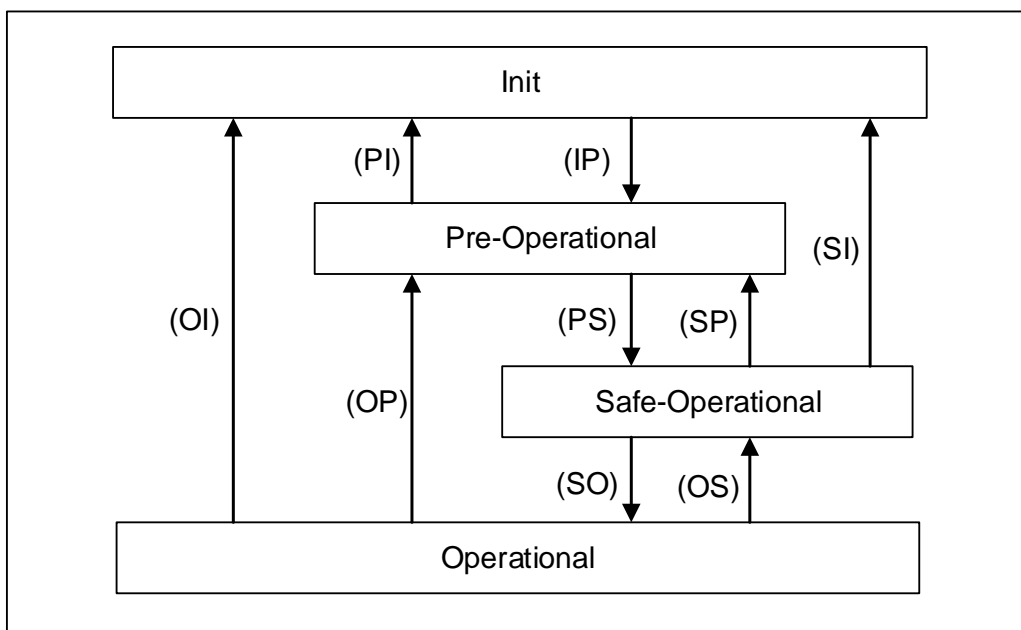 Init
(PI)
(IP)
Pre-Operational
(SI)
(OI)
(PS)
(SP)
(OP)
Safe-Operational
(SO)
(OS)
Operational